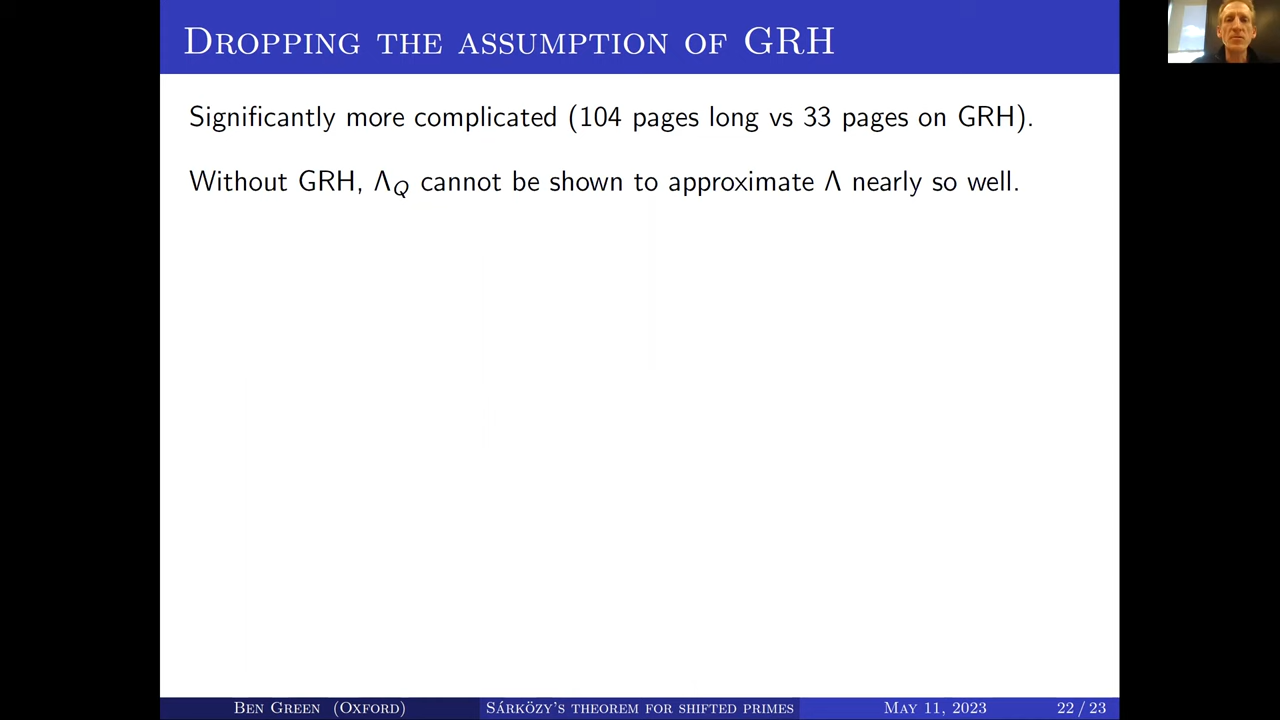 DROPPING THE ASSUMPTION OF GRH
Significantly more complicated (104 pages long vs 33 pages on GRH).
Without GRH, Λ_Q cannot be shown to approximate Λ nearly so well.
BEN GREEN (OXFORD) SÁRKÖZY'S THEOREM FOR SHIFTED PRIMES MAY 11, 2023 22 / 23